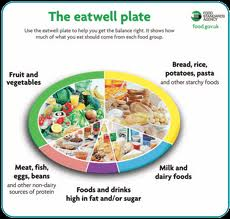 The eatwell plate
Use the eatwell plate to help you get the balance right. It shows how
much of what you eat should come from each food group.
FOOD
STANDARDS
AGENCY
food.gov.uk
Fruit and
vegetables
Bread, rice,
potatoes, pasta
and other starchy foods
Meat, fish,
eggs, beans
and other non-dairy
sources of protein
Foods and drinks
high in fat and/or sugar
Milk and
dairy foods